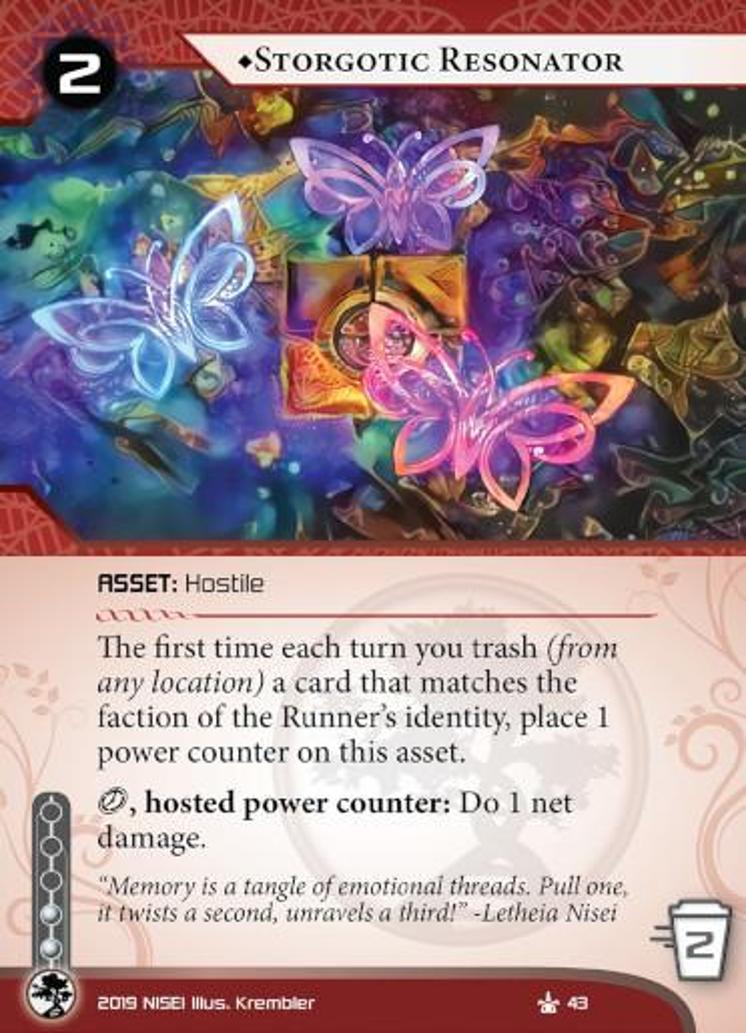 2
♦STORGOTIC RESONATOR
ASSET: Hostile
The first time each turn you trash (from
any location) a card that matches the
faction of the Runner’s identity, place 1
power counter on this asset.
, hosted power counter: Do 1 net
damage.
“Memory is a tangle of emotional threads. Pull one,
it twists a second, unravels a third!” -Letheia Nisei
2
2019 NISEI Illus. Krembler
43